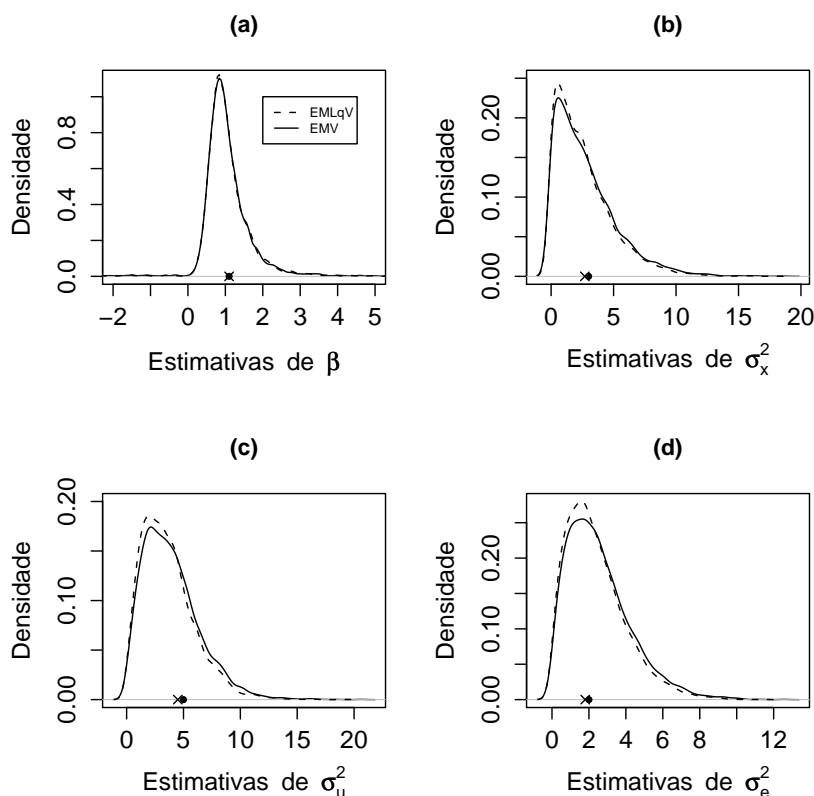 (a)
Densidade
0.0 0.4 0.8
EMLqV
EMV
−2 0 1 2 3 4 5
Estimativas de β
(b)
Densidade
0.00 0.10 0.20
0 5 10 15 20
Estimativas de σ²ₓ
(c)
Densidade
0.00 0.10 0.20
0 5 10 15 20
Estimativas de σ²ᵤ
(d)
Densidade
0.00 0.10 0.20
0 2 4 6 8 12
Estimativas de σ²ₑ